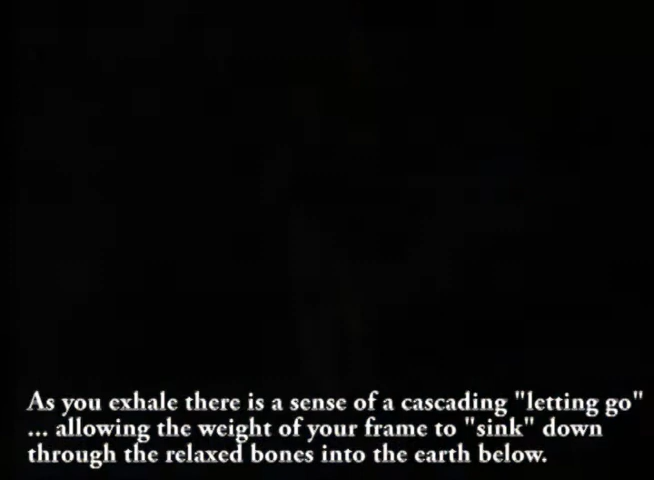 As you exhale there is a sense of a cascading "letting go"
... allowing the weight of your frame to "sink" down
through the relaxed bones into the earth below.